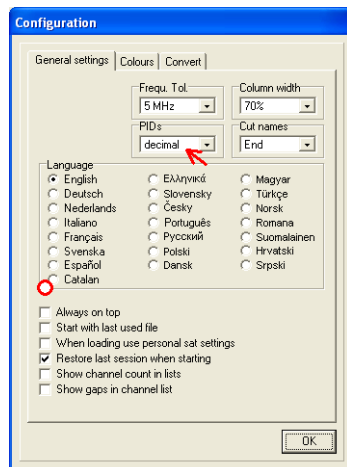 Configuration
General settings Colours Convert
Frequ. Tol. Column width
5 MHz 70%
PIDs Cut names
decimal End
Language
English Ελληνικά Magyar
Deutsch Slovensky Türkçe
Nederlands Česky Norsk
Italiano Português Romana
Français Русский Suomalainen
Svenska Polski Hrvatski
Español Dansk Srpski
Catalan
Always on top
Start with last used file
When loading use personal sat settings
Restore last session when starting
Show channel count in lists
Show gaps in channel list
OK